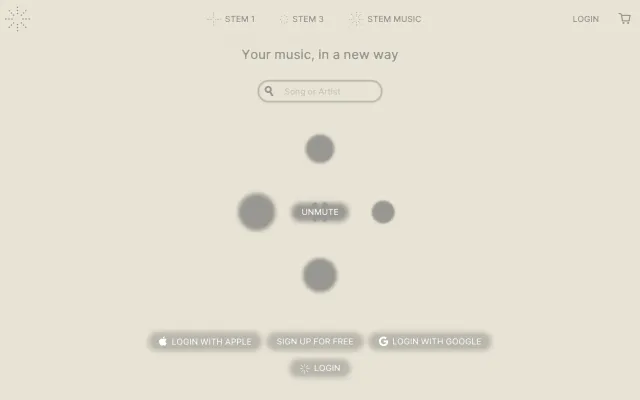 STEM 1 STEM 3 STEM MUSIC LOGIN
Your music, in a new way
Song or Artist
UNMUTE
LOGIN WITH APPLE SIGN UP FOR FREE LOGIN WITH GOOGLE
LOGIN